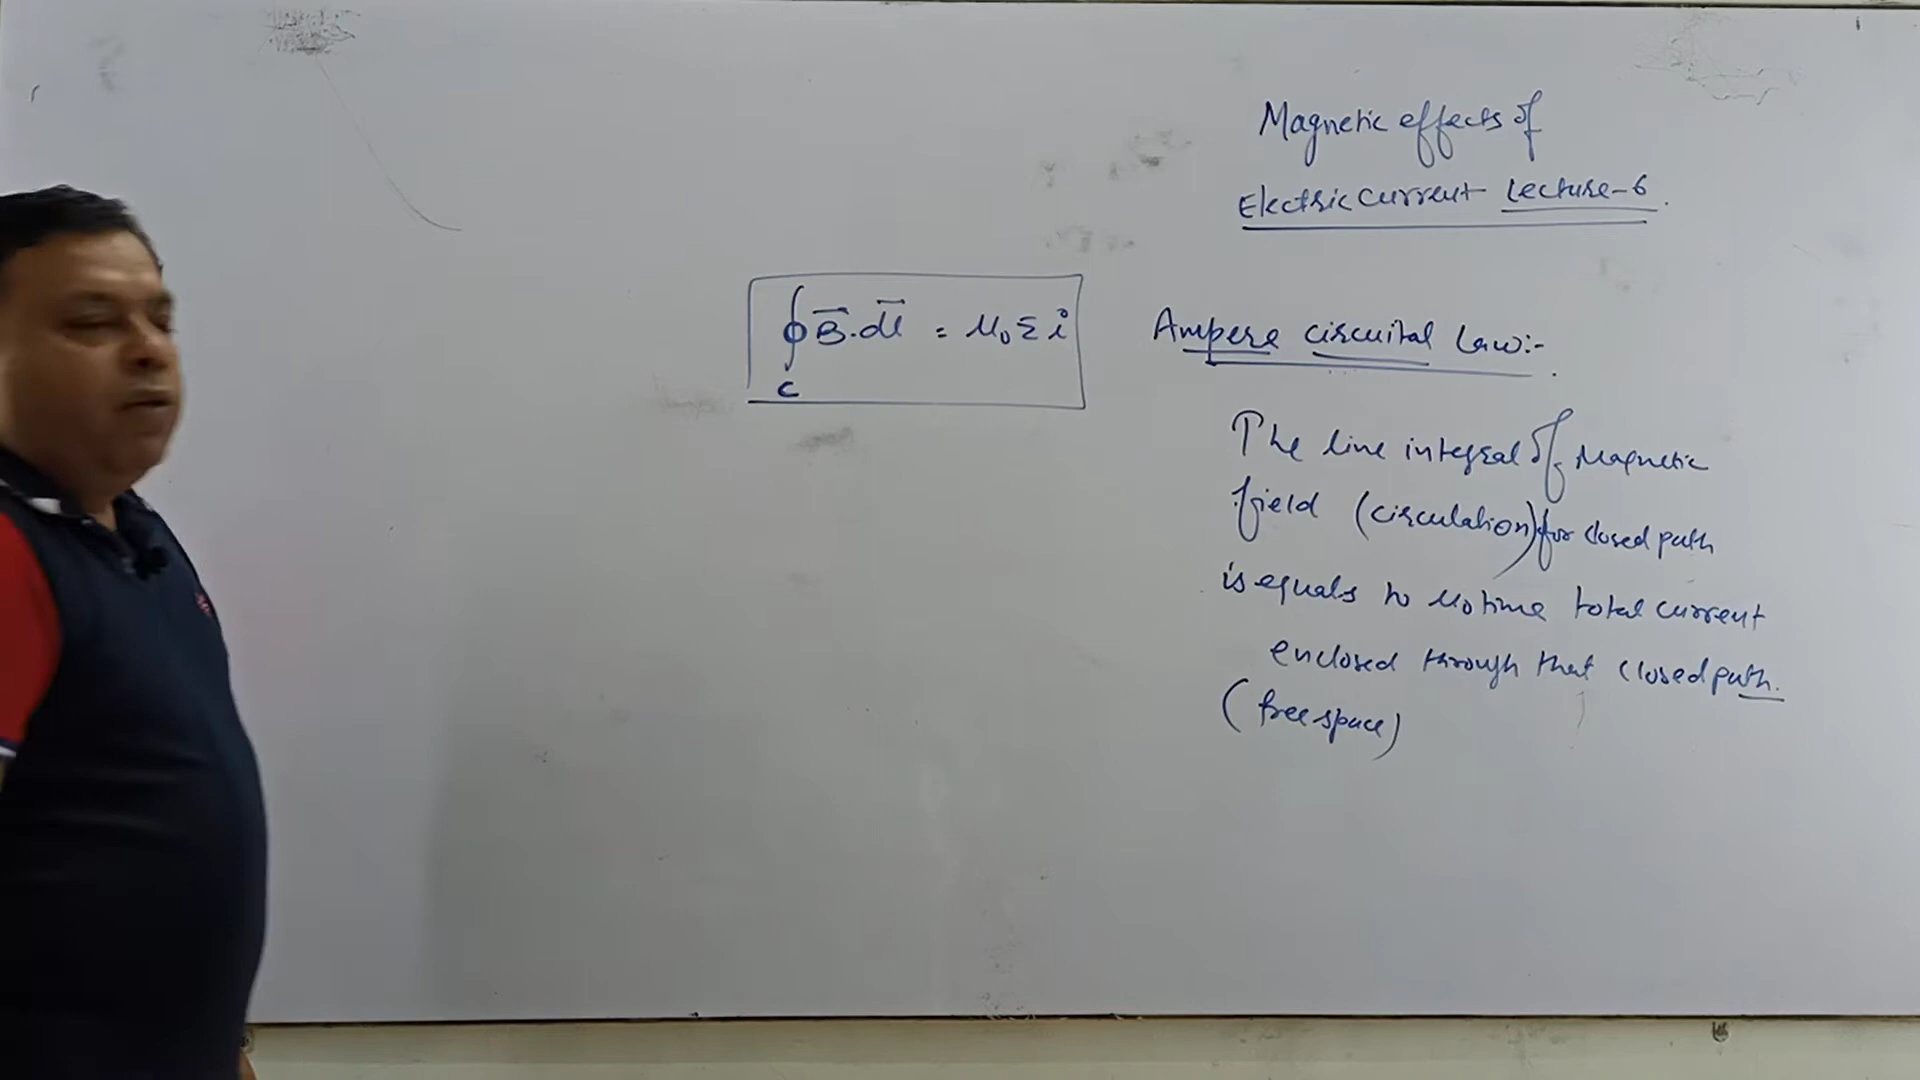 Magnetic effects of
Electric Current Lecture-6.
∮ B⃗.dl⃗ = μ₀ Σ i
C
Ampere circuital Law:-
The line integral of Magnetic
field (circulation) for closed path
is equals to μ0 time total current
enclosed through that closed path.
(free space)